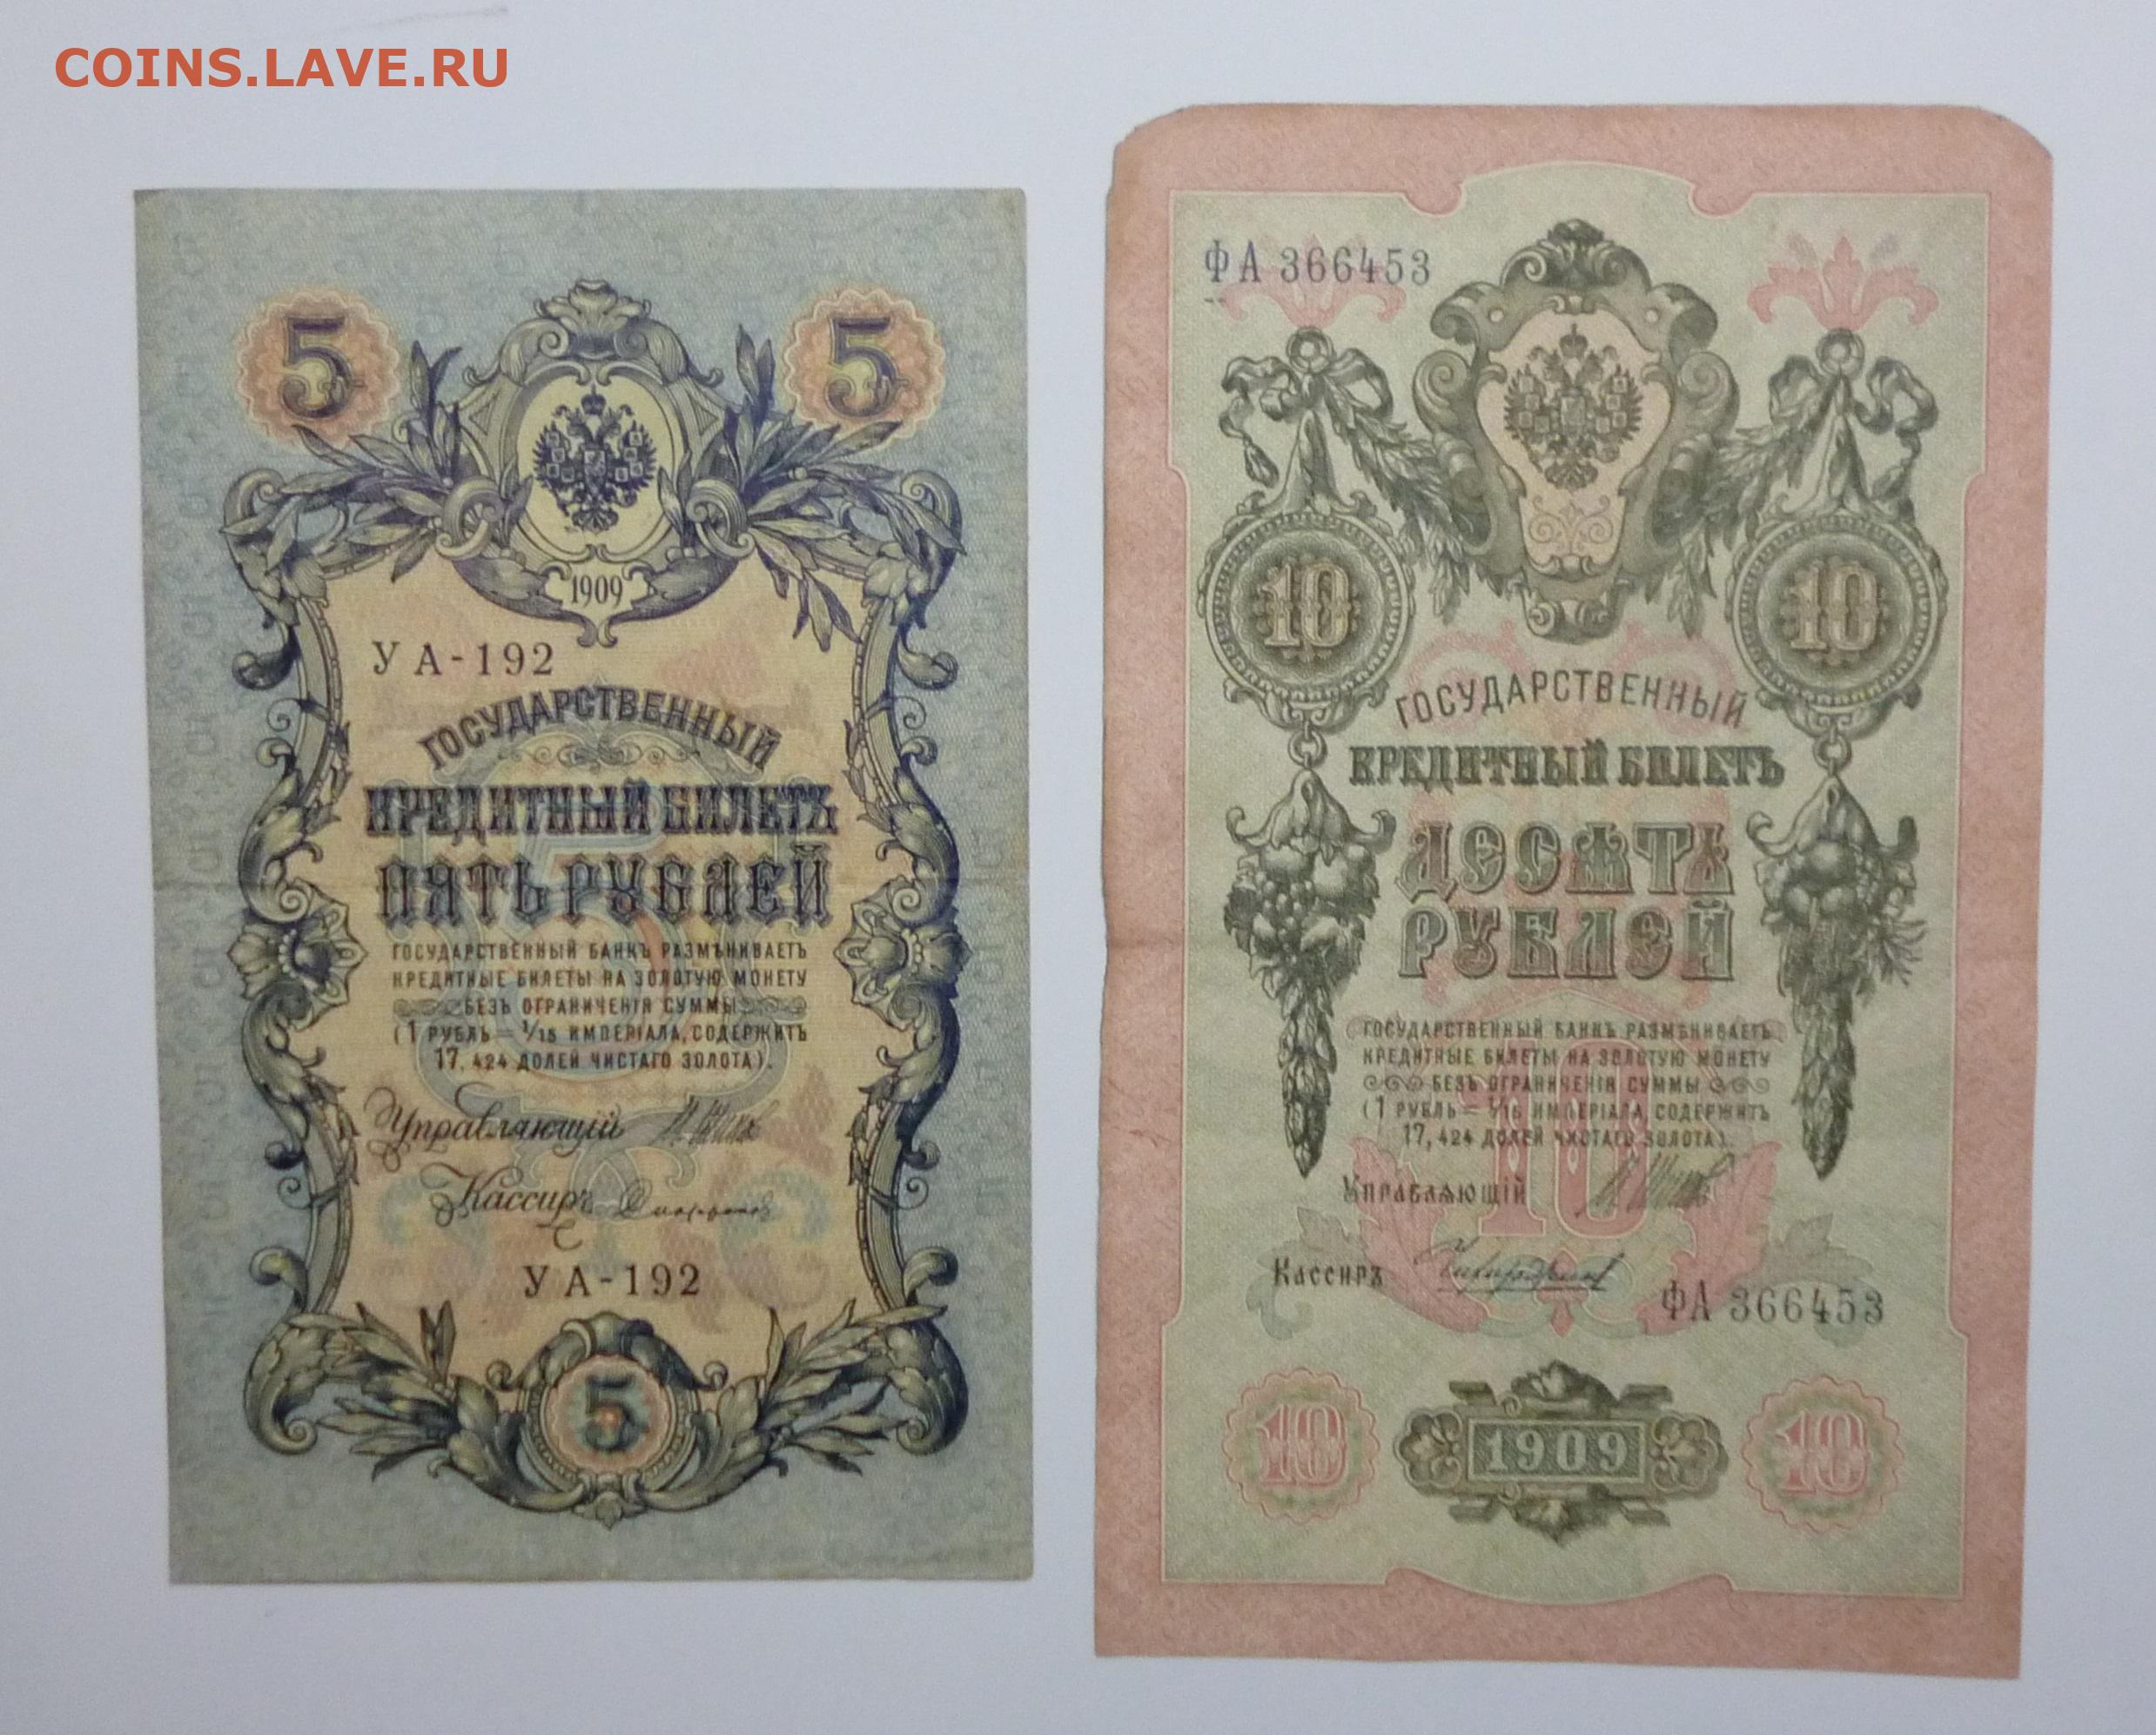 COINS.LAVE.RU
5 5
1909
УА-192
ГОСУДАРСТВЕННЫЙ
КРЕДИТНЫЙ БИЛЕТЪ
ПЯТЬ РУБЛЕЙ
ГОСУДАРСТВЕННЫЙ БАНКЪ РАЗМѢНИВАЕТЪ
КРЕДИТНЫЕ БИЛЕТЫ НА ЗОЛОТУЮ МОНЕТУ
БЕЗЪ ОГРАНИЧЕНІЯ СУММЫ
(1 РУБЛЬ = 1/15 ИМПЕРІАЛА, СОДЕРЖИТЪ
17,424 ДОЛЕЙ ЧИСТАГО ЗОЛОТА).
Управляющій
Кассиръ
УА-192
5
ФА 366453
10 10
ГОСУДАРСТВЕННЫЙ
КРЕДИТНЫЙ БИЛЕТЪ
ДЕСЯТЬ
РУБЛЕЙ
ГОСУДАРСТВЕННЫЙ БАНКЪ РАЗМѢНИВАЕТЪ
КРЕДИТНЫЕ БИЛЕТЫ НА ЗОЛОТУЮ МОНЕТУ
БЕЗЪ ОГРАНИЧЕНІЯ СУММЫ
(1 РУБЛЬ = 1/15 ИМПЕРІАЛА, СОДЕРЖИТЪ
17,424 ДОЛЕЙ ЧИСТАГО ЗОЛОТА).
10
Управляющій
Кассиръ
ФА 366453
10 1909 10